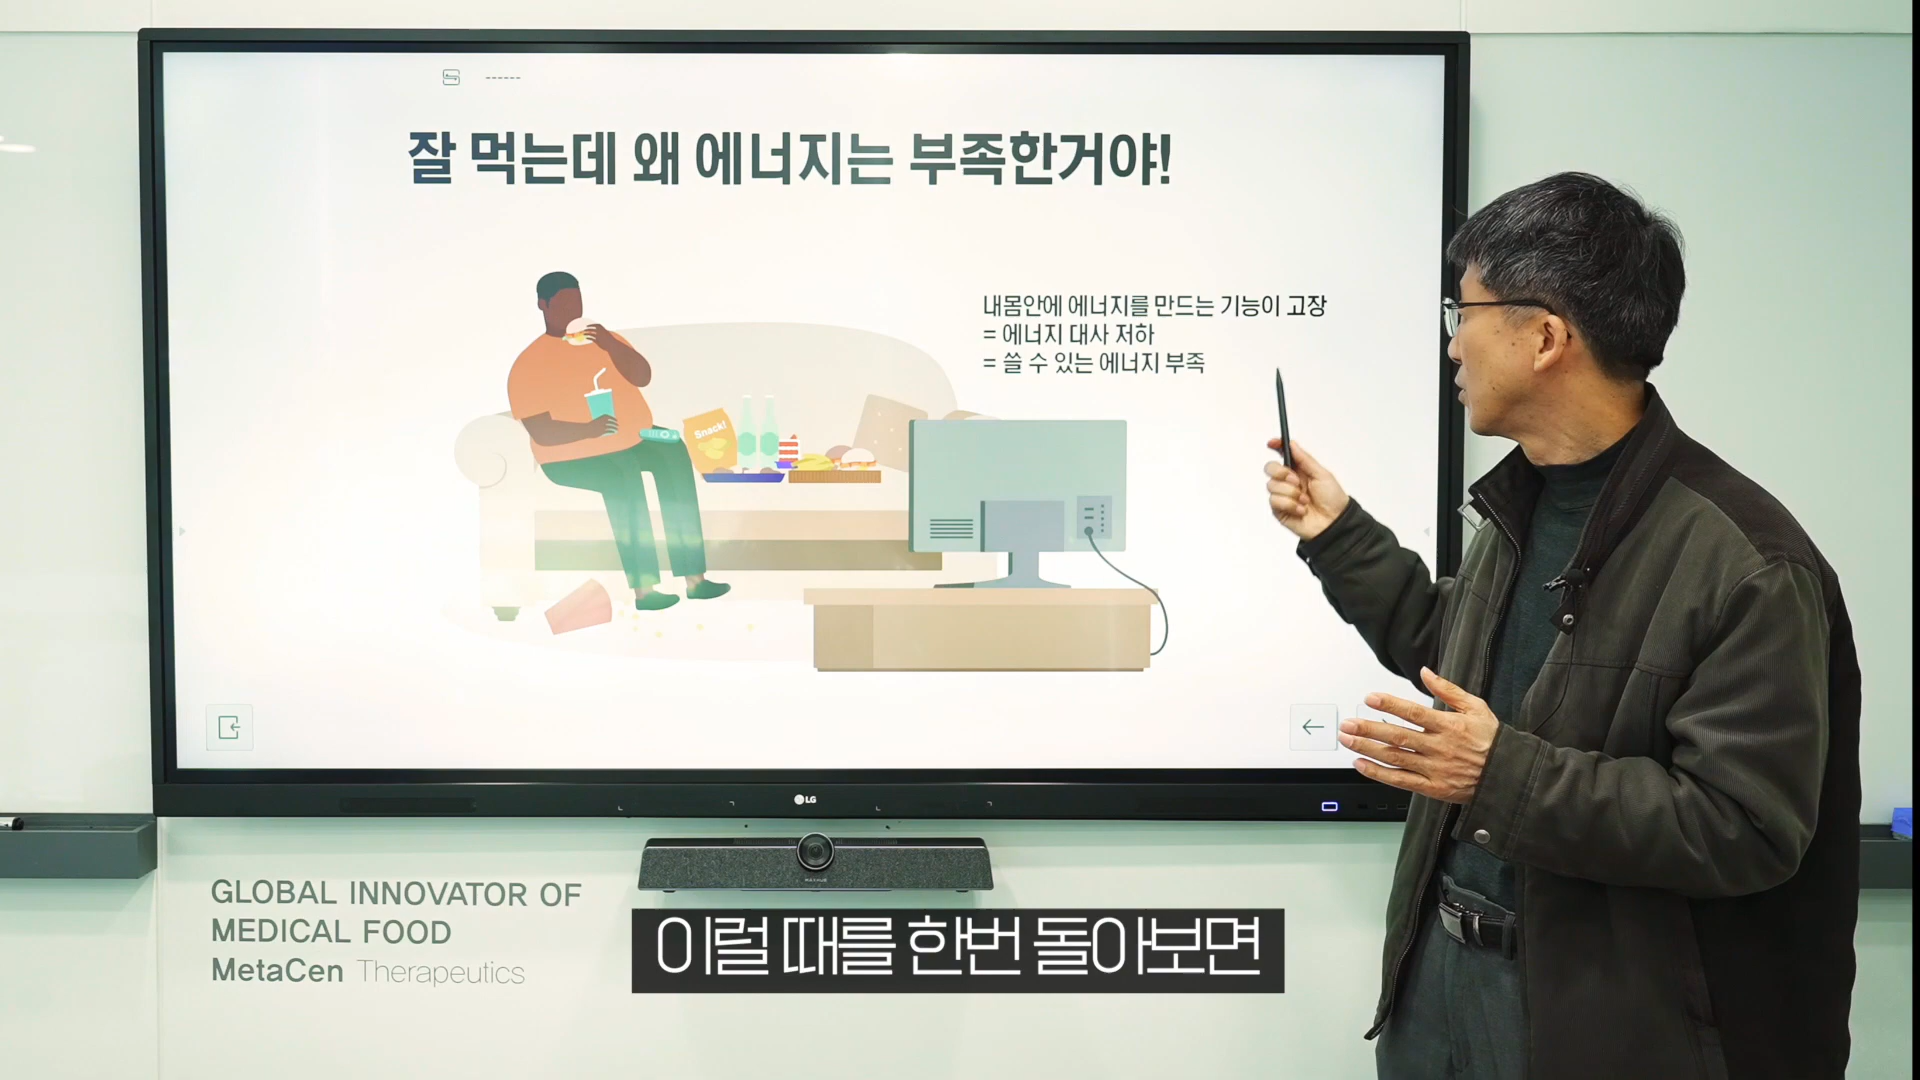 잘 먹는데 왜 에너지는 부족한거야!
내몸안에 에너지를 만드는 기능이 고장
= 에너지 대사 저하
= 쓸 수 있는 에너지 부족
Snack!
LG
GLOBAL INNOVATOR OF
MEDICAL FOOD
MetaCen Therapeutics
이럴 때를 한번 돌아보면